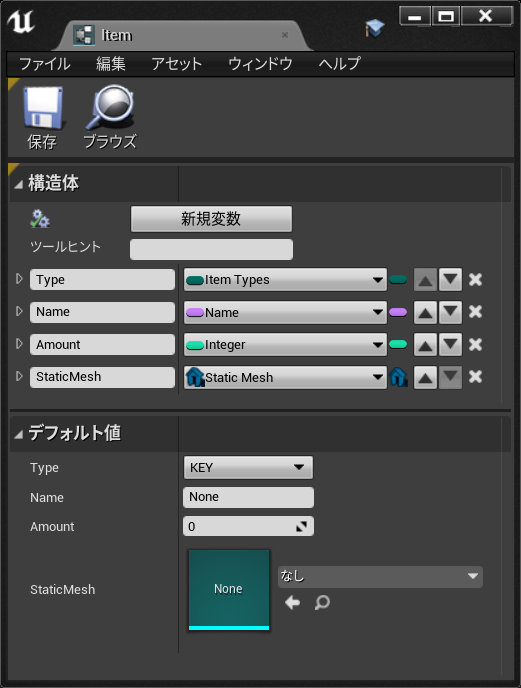 Item
ファイル 編集 アセット ウィンドウ ヘルプ
保存 ブラウズ
構造体
新規変数
ツールヒント
Type Item Types
Name Name
Amount Integer
StaticMesh Static Mesh
デフォルト値
Type KEY
Name None
Amount 0
StaticMesh None なし